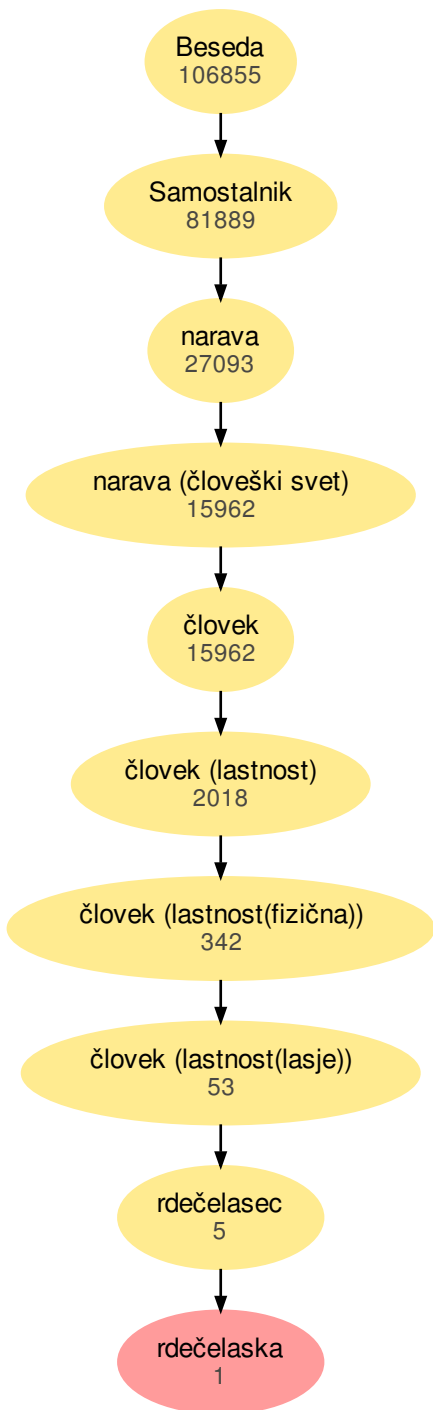 Beseda
106855
Samostalnik
81889
narava
27093
narava (človeški svet)
15962
človek
15962
človek (lastnost)
2018
človek (lastnost(fizična))
342
človek (lastnost(lasje))
53
rdečelasec
5
rdečelaska
1